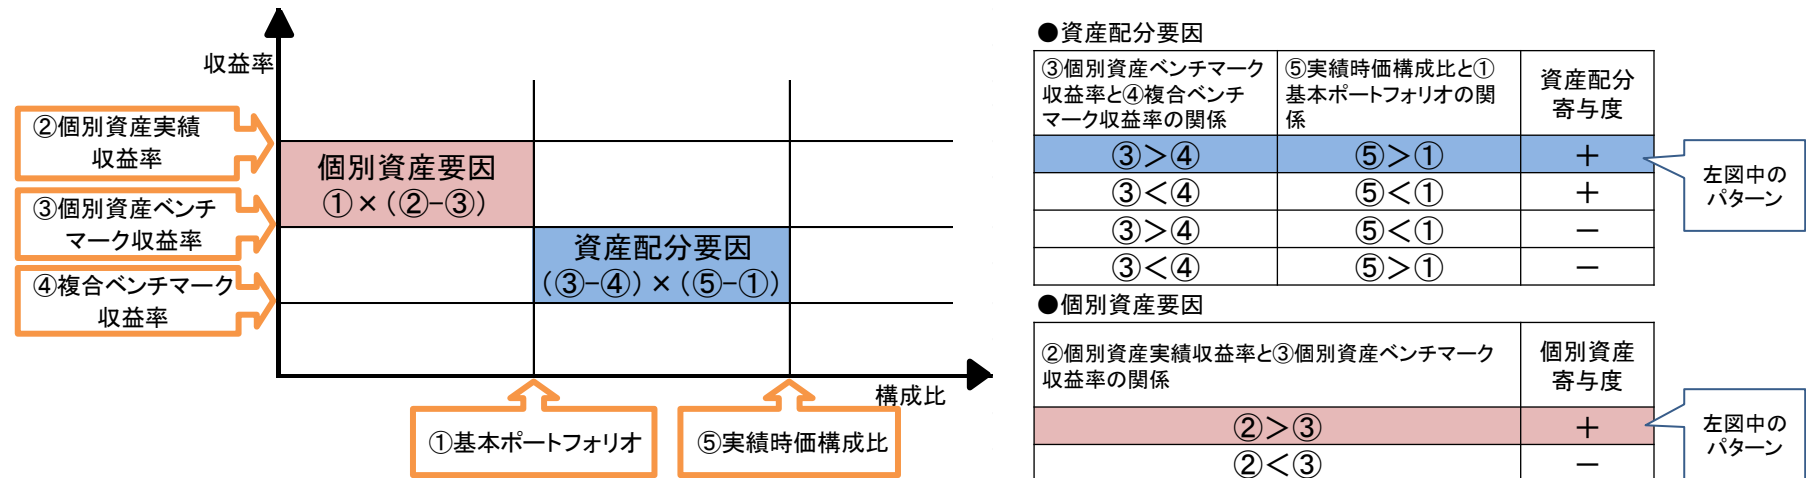 収益率
②個別資産実績
収益率
③個別資産ベンチ
マーク収益率
④複合ベンチマーク
収益率
個別資産要因
①×(②-③)
資産配分要因
(③-④)×(⑤-①)
構成比
①基本ポートフォリオ
⑤実績時価構成比
●資産配分要因
③個別資産ベンチマーク
収益率と④複合ベンチ
マーク収益率の関係
⑤実績時価構成比と①
基本ポートフォリオの関
係
資産配分
寄与度
③＞④ ⑤＞① ＋
③＜④ ⑤＜① ＋
③＞④ ⑤＜① －
③＜④ ⑤＞① －
左図中の
パターン
●個別資産要因
②個別資産実績収益率と③個別資産ベンチマーク
収益率の関係
個別資産
寄与度
②＞③ ＋
②＜③ －
左図中の
パターン